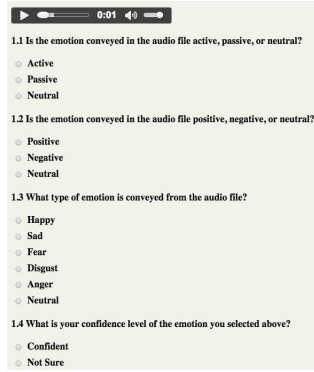 0:01
1.1 Is the emotion conveyed in the audio file active, passive, or neutral?
Active
Passive
Neutral
1.2 Is the emotion conveyed in the audio file positive, negative, or neutral?
Positive
Negative
Neutral
1.3 What type of emotion is conveyed from the audio file?
Happy
Sad
Fear
Disgust
Anger
Neutral
1.4 What is your confidence level of the emotion you selected above?
Confident
Not Sure